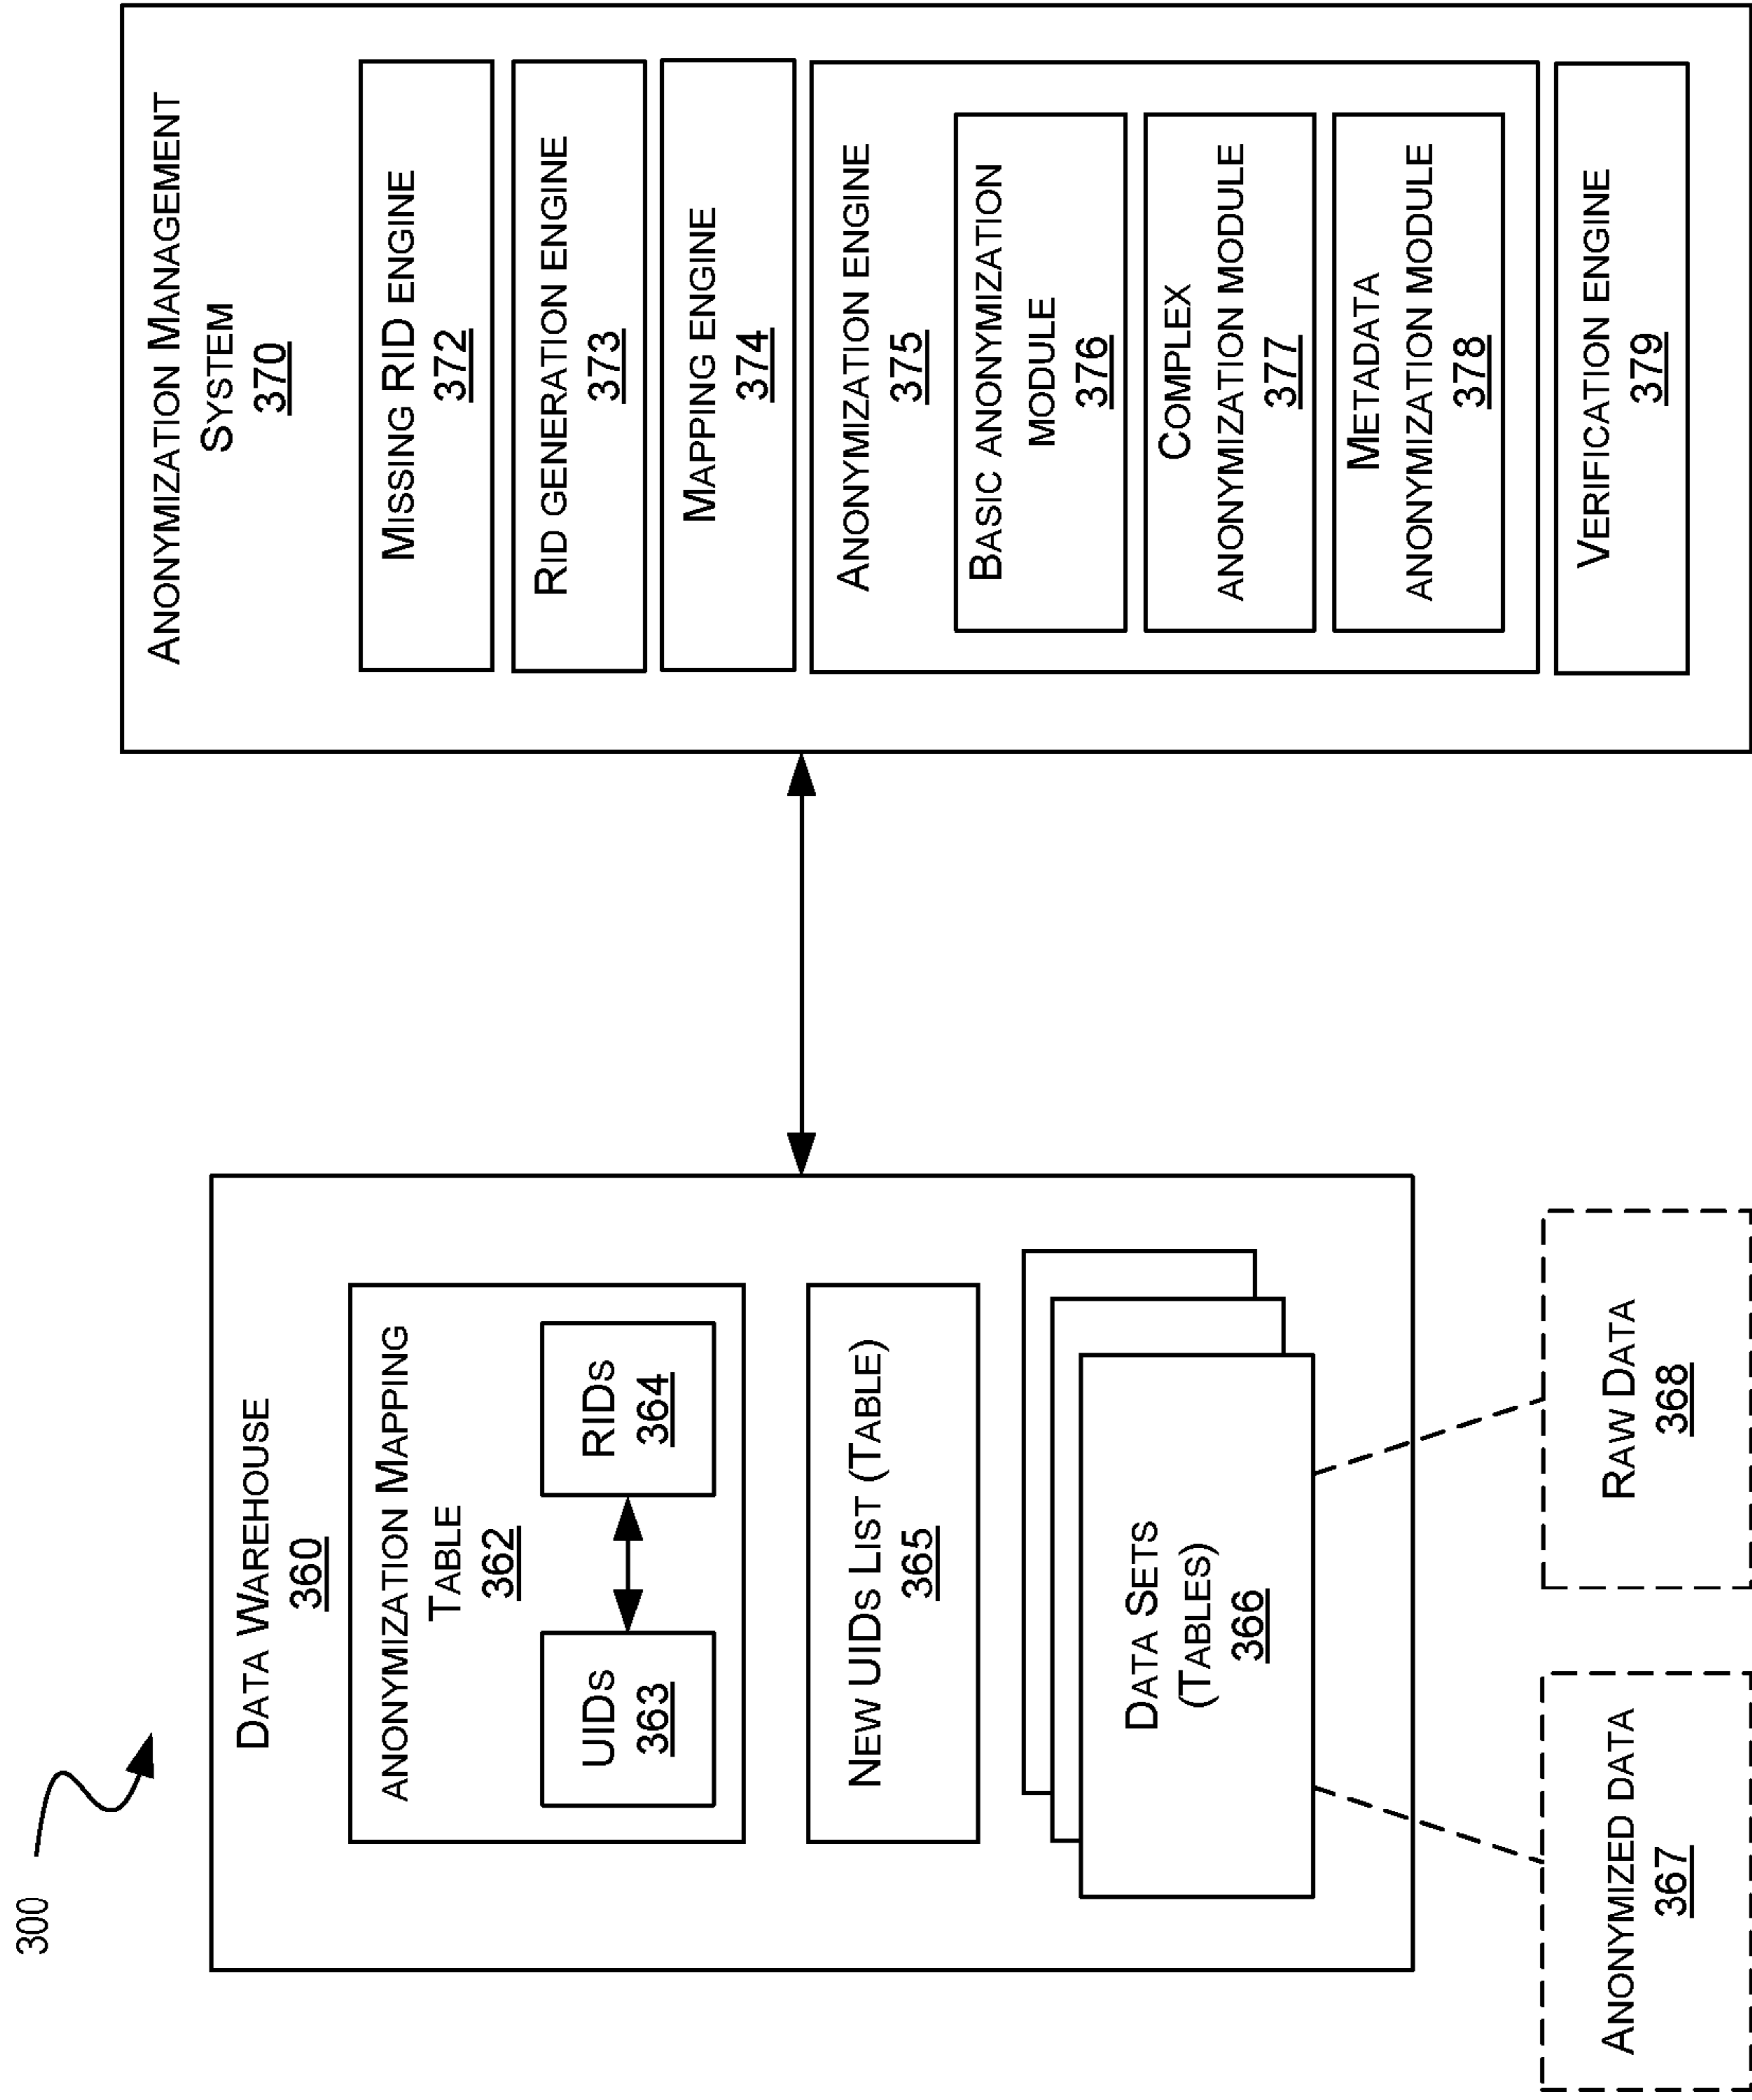 300
DATA WAREHOUSE
360
ANONYMIZATION MAPPING
TABLE
362
UIDS
363
RIDS
364
NEW UIDS LIST (TABLE)
365
DATA SETS
(TABLES)
366
ANONYMIZED DATA
367
RAW DATA
368
ANONYMIZATION MANAGEMENT
SYSTEM
370
MISSING RID ENGINE
372
RID GENERATION ENGINE
373
MAPPING ENGINE
374
ANONYMIZATION ENGINE
375
BASIC ANONYMIZATION
MODULE
376
COMPLEX
ANONYMIZATION MODULE
377
METADATA
ANONYMIZATION MODULE
378
VERIFICATION ENGINE
379